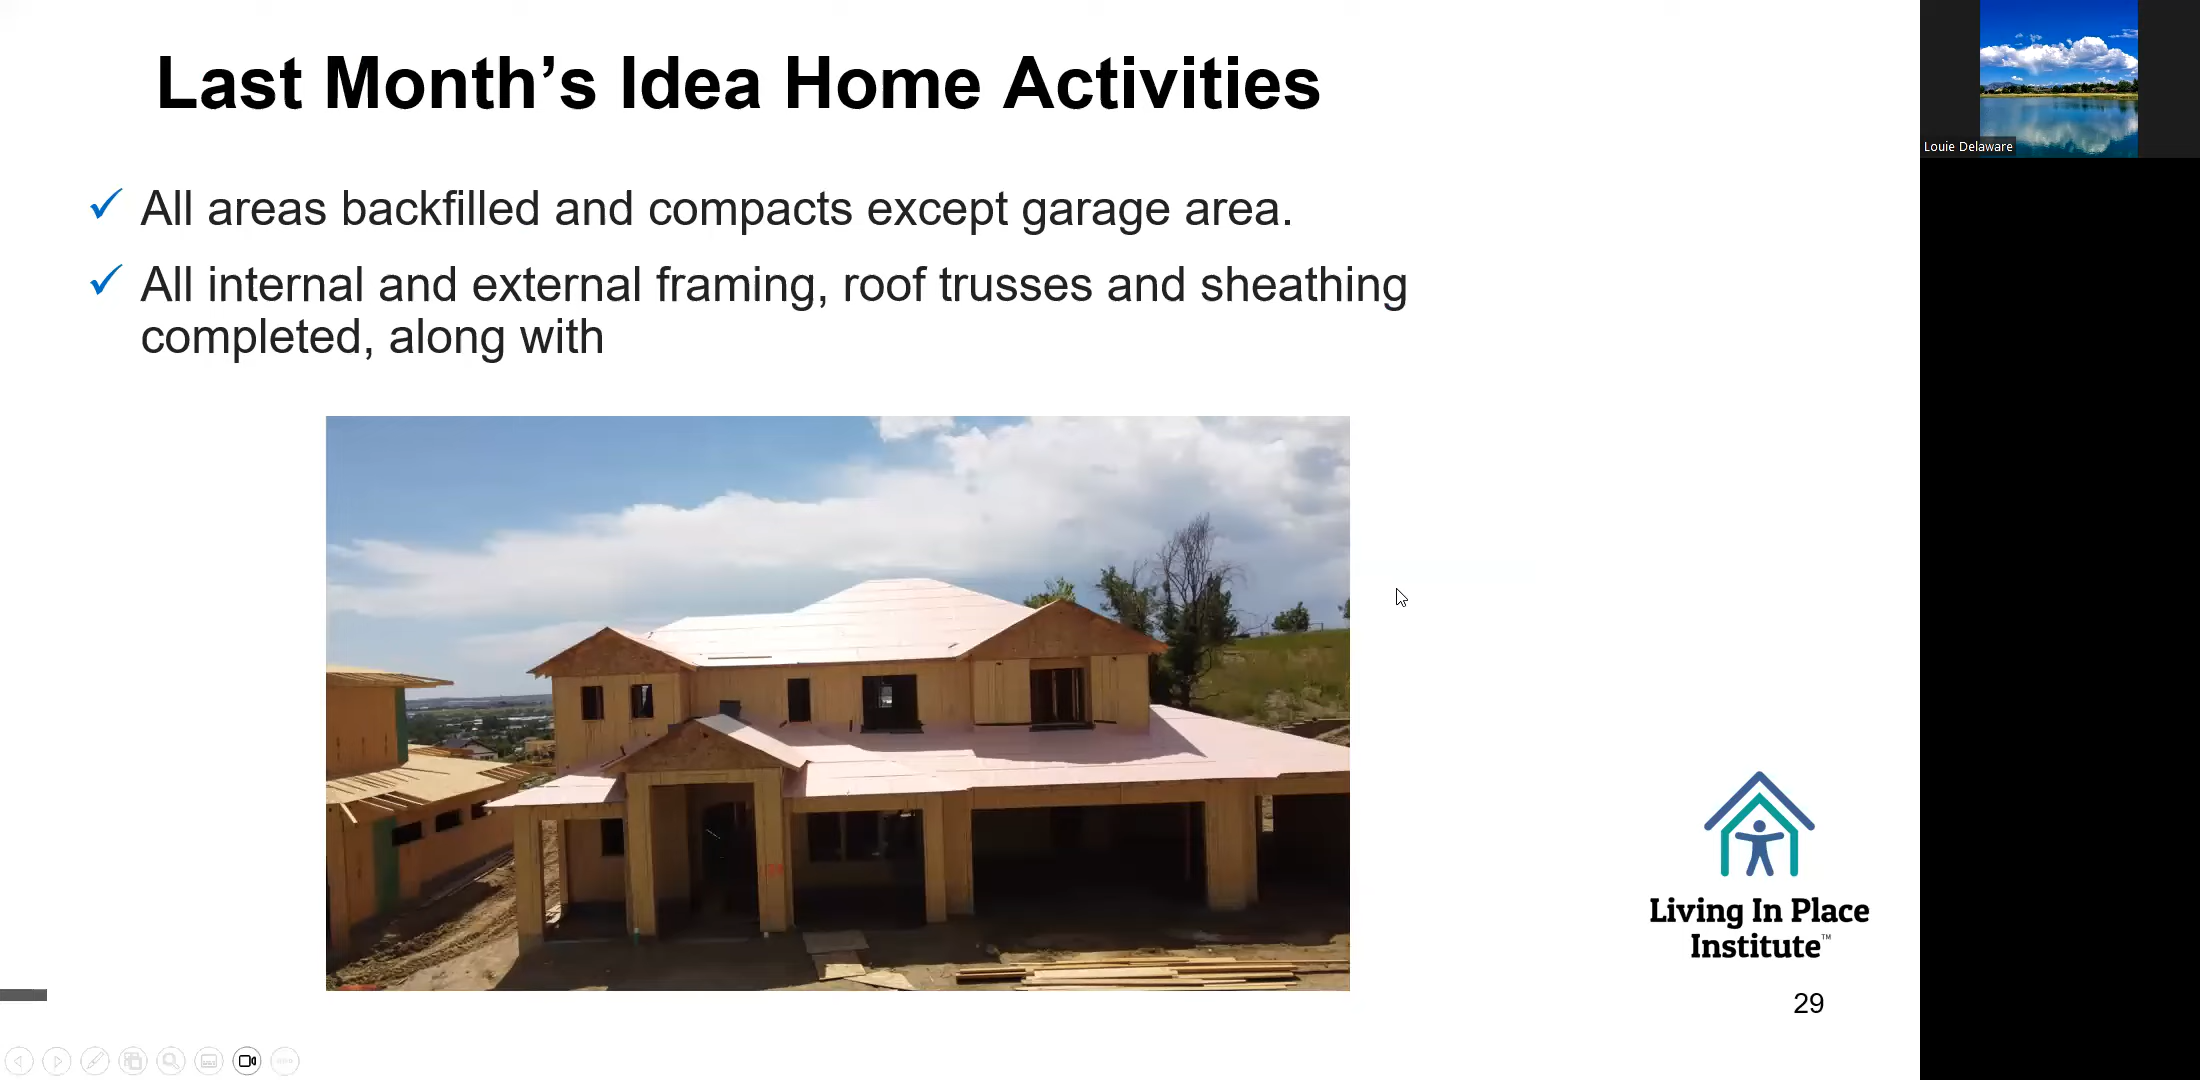 Last Month’s Idea Home Activities
Louie Delaware
✓ All areas backfilled and compacts except garage area.
✓ All internal and external framing, roof trusses and sheathing
completed, along with
Living In Place
Institute™
29